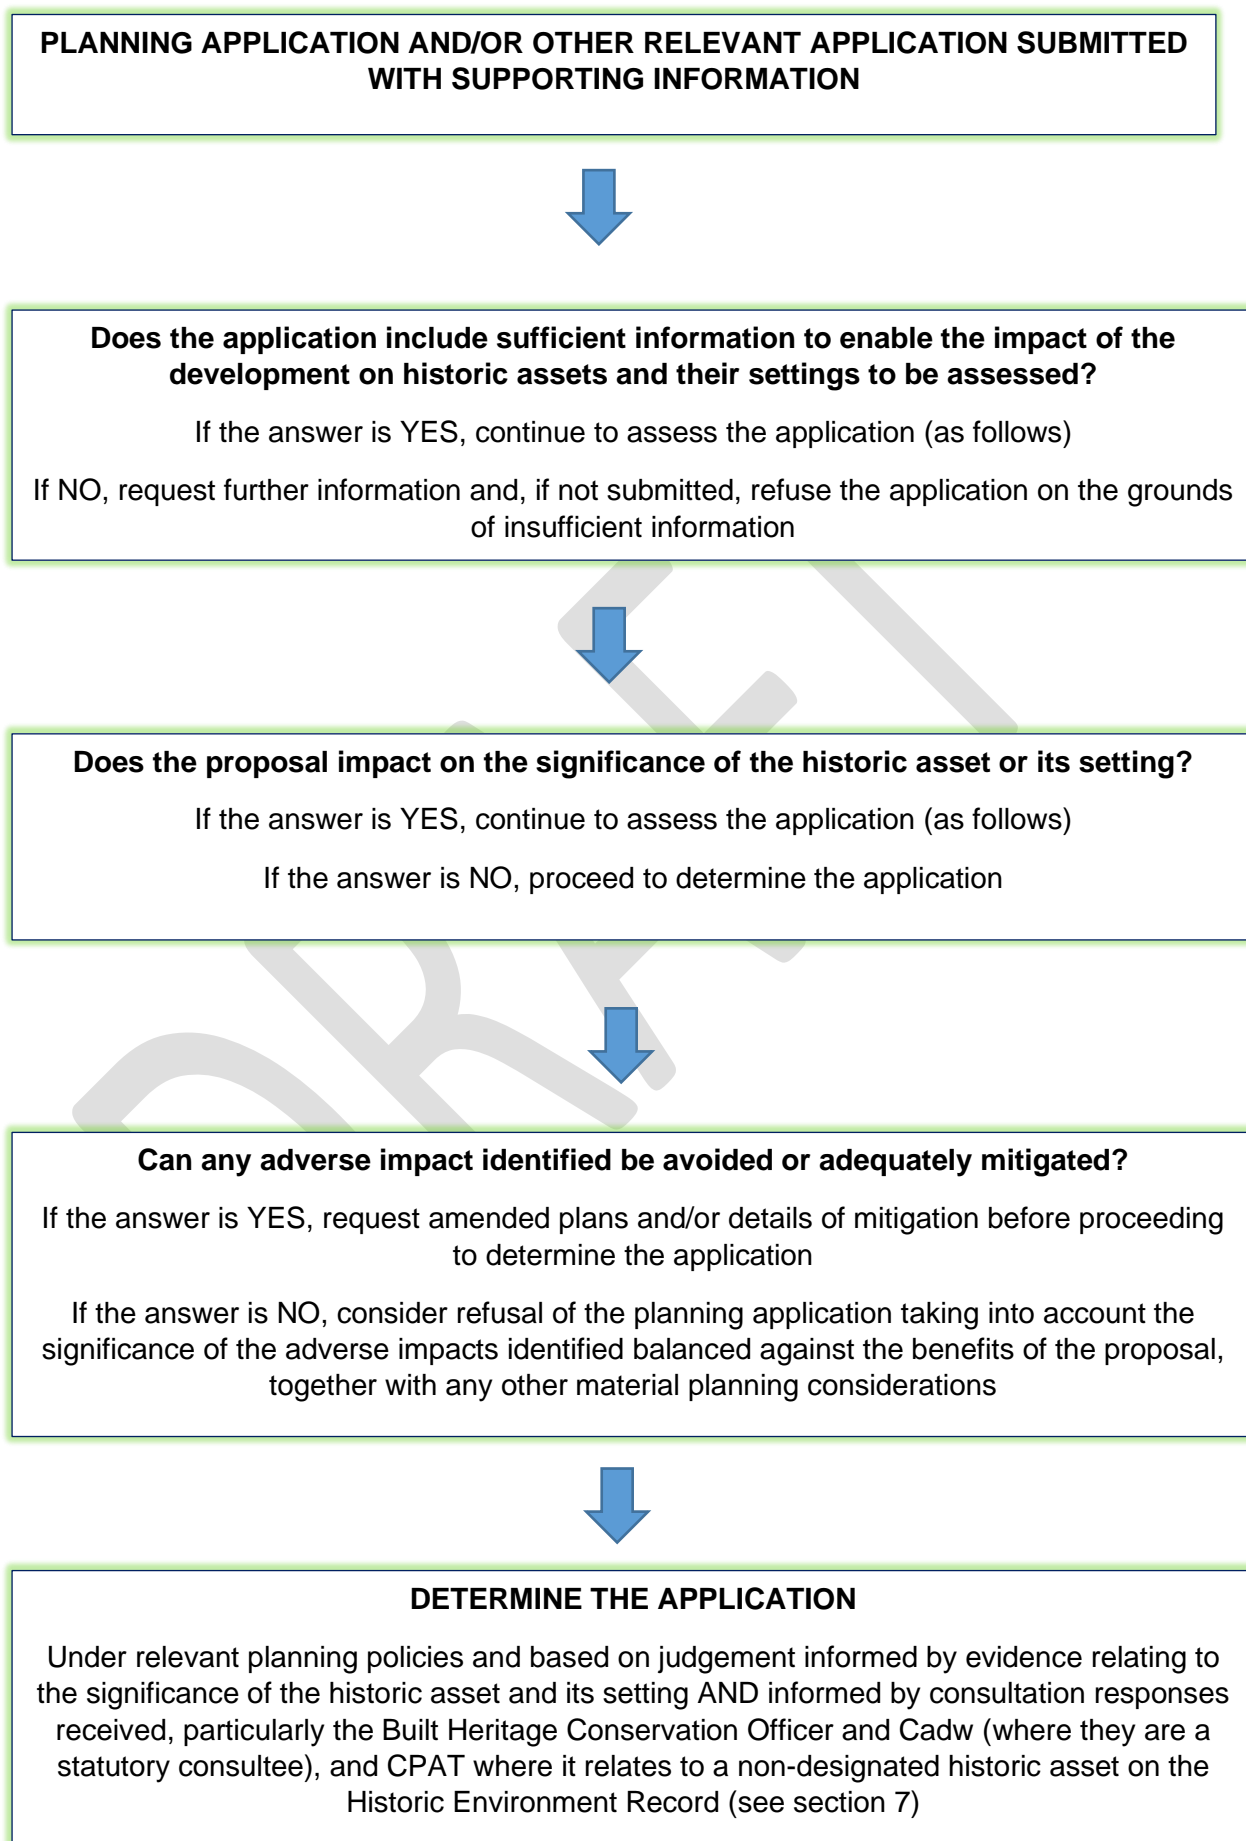 PLANNING APPLICATION AND/OR OTHER RELEVANT APPLICATION SUBMITTED
WITH SUPPORTING INFORMATION
Does the application include sufficient information to enable the impact of the
development on historic assets and their settings to be assessed?
If the answer is YES, continue to assess the application (as follows)
If NO, request further information and, if not submitted, refuse the application on the grounds
of insufficient information
Does the proposal impact on the significance of the historic asset or its setting?
If the answer is YES, continue to assess the application (as follows)
If the answer is NO, proceed to determine the application
Can any adverse impact identified be avoided or adequately mitigated?
If the answer is YES, request amended plans and/or details of mitigation before proceeding
to determine the application
If the answer is NO, consider refusal of the planning application taking into account the
significance of the adverse impacts identified balanced against the benefits of the proposal,
together with any other material planning considerations
DETERMINE THE APPLICATION
Under relevant planning policies and based on judgement informed by evidence relating to
the significance of the historic asset and its setting AND informed by consultation responses
received, particularly the Built Heritage Conservation Officer and Cadw (where they are a
statutory consultee), and CPAT where it relates to a non-designated historic asset on the
Historic Environment Record (see section 7)
DRAFT